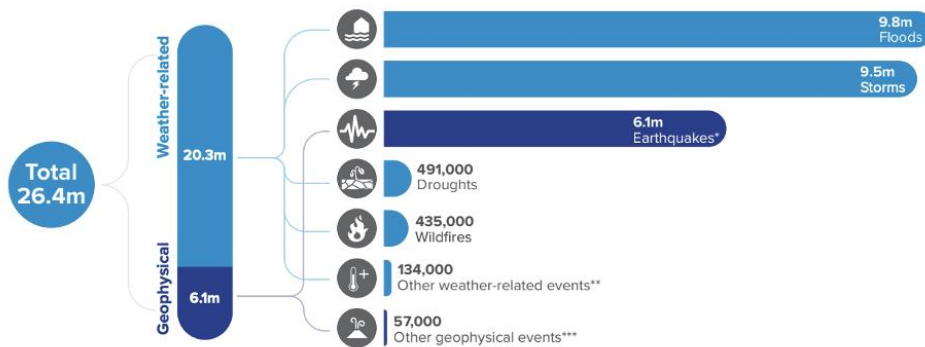 Total
26.4m
Weather-related
Geophysical
20.3m
6.1m
9.8m
Floods
9.5m
Storms
6.1m
Earthquakes*
491,000
Droughts
435,000
Wildfires
134,000
Other weather-related events**
57,000
Other geophysical events***